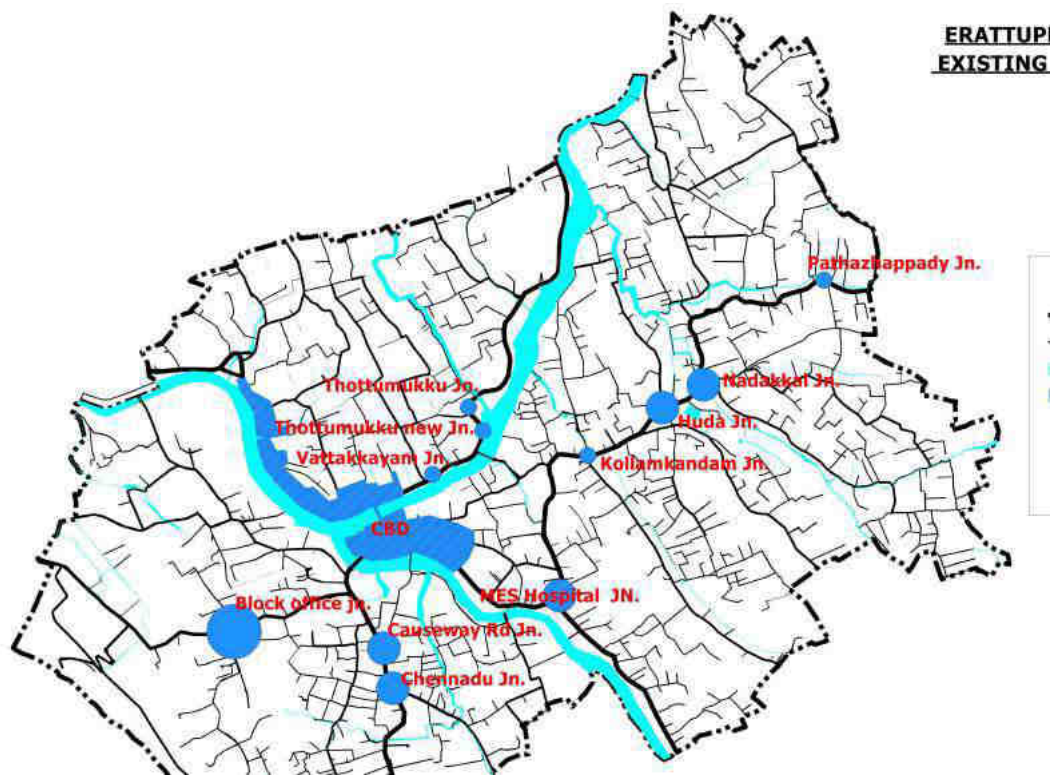 EXISTING
Pathazhappady Jn.
Thottumukku Jn.
Nadakkal Jn.
Huda Jn.
Thottumukku new Jn.
Vattakkayam Jn.
Kollamkandam Jn.
CBD
MES Hospital JN.
Block office jn.
Causeway Rd Jn.
Chennadu Jn.